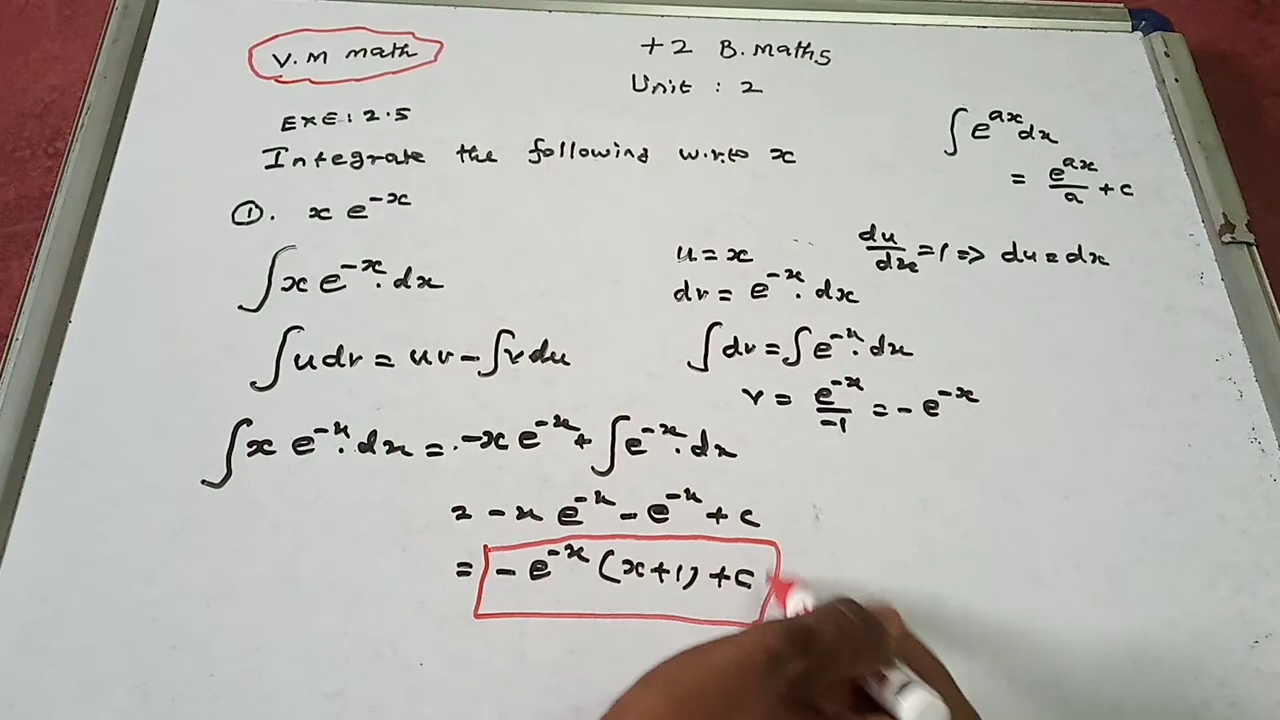 V.M math
+2 B.Maths
Unit : 2
EXE: 2.5
Integrate the following w.r.to x
①. x e^{-x}
∫e^{ax}dx
= e^{ax}/a + c
∫x e^{-x}. dx
u = x
du/dx = 1 => du = dx
dv = e^{-x}. dx
∫udv = uv - ∫vdu
∫dv = ∫e^{-x}. dx
v = e^{-x}/-1 = - e^{-x}
∫x e^{-x}. dx = -x e^{-x} + ∫e^{-x}. dx
= - x e^{-x} - e^{-x} + c
= - e^{-x} (x+1) + c